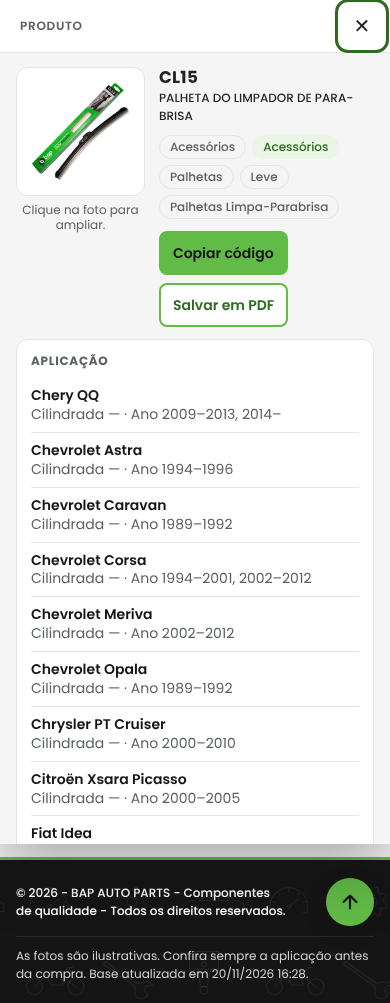 PRODUTO
CL15
PALHETA DO LIMPADOR DE PARA-
BRISA
Acessórios
Acessórios
Palhetas
Leve
Palhetas Limpa-Parabrisa
Clique na foto para
ampliar.
Copiar código
Salvar em PDF
APLICAÇÃO
Chery QQ
Cilindrada — · Ano 2009–2013, 2014–
Chevrolet Astra
Cilindrada — · Ano 1994–1996
Chevrolet Caravan
Cilindrada — · Ano 1989–1992
Chevrolet Corsa
Cilindrada — · Ano 1994–2001, 2002–2012
Chevrolet Meriva
Cilindrada — · Ano 2002–2012
Chevrolet Opala
Cilindrada — · Ano 1989–1992
Chrysler PT Cruiser
Cilindrada — · Ano 2000–2010
Citroën Xsara Picasso
Cilindrada — · Ano 2000–2005
Fiat Idea
© 2026 - BAP AUTO PARTS - Componentes
de qualidade - Todos os direitos reservados.
As fotos são ilustrativas. Confira sempre a aplicação antes
da compra. Base atualizada em 20/11/2026 16:28.